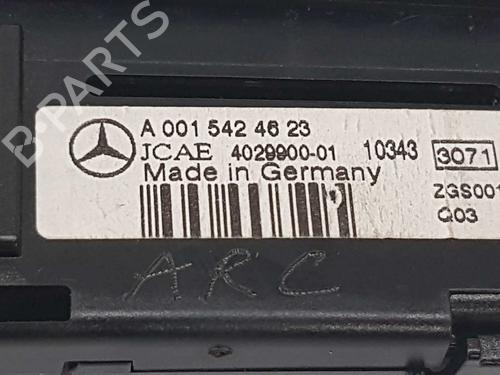 B-PARTS
A 001 542 46 23
JCAE 4029900-01 10343 3071
Made in Germany
ZGS001
Q03
ARC